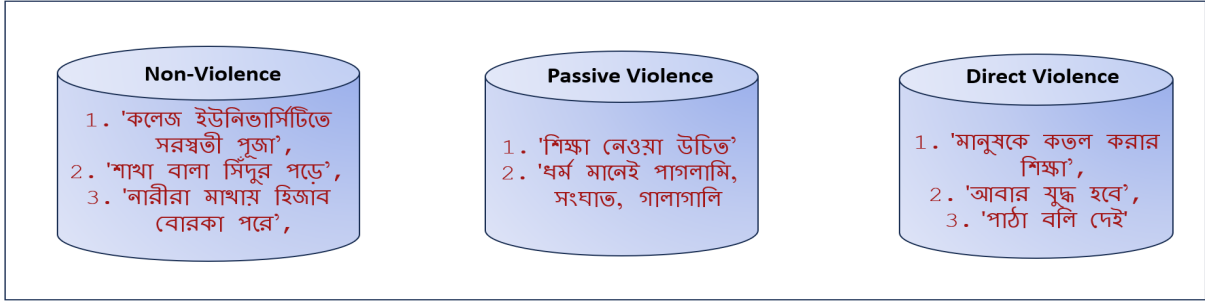 Non-Violence
1. 'কলেজ ইউনিভার্সিটিতে
সরস্বতী পূজা’,
2. 'শাখা বালা সিঁদুর পড়ে’,
3. 'নারীরা মাথায় হিজাব
বোরকা পরে’,
Passive Violence
1. 'শিক্ষা নেওয়া উচিত’
2. 'ধর্ম মানেই পাগলামি,
সংঘাত, গালাগালি
Direct Violence
1. 'মানুষকে কতল করার
শিক্ষা’,
2. 'আবার যুদ্ধ হবে’,
3. 'পাঠা বলি দেই'